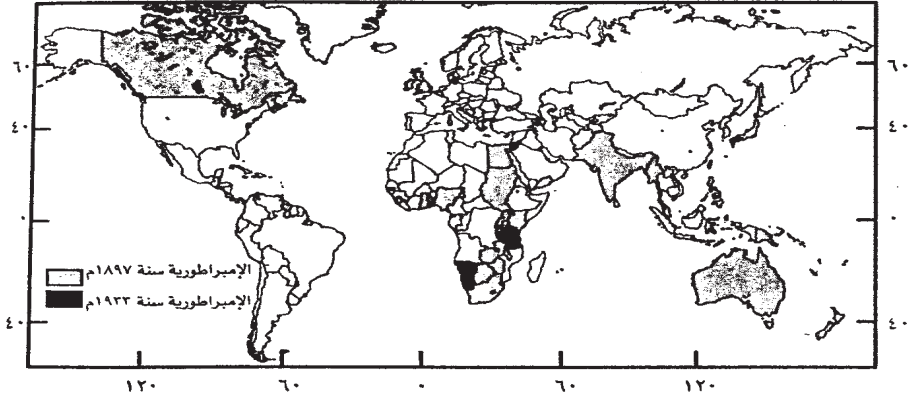 ٦٠ ٦٠
٤٠ ٤٠
٠ ٠
الإمبراطورية سنة ١٨٩٧م
الإمبراطورية سنة ١٩٣٣م
٤٠ ٤٠
١٢٠ ٦٠ ٠ ٦٠ ١٢٠